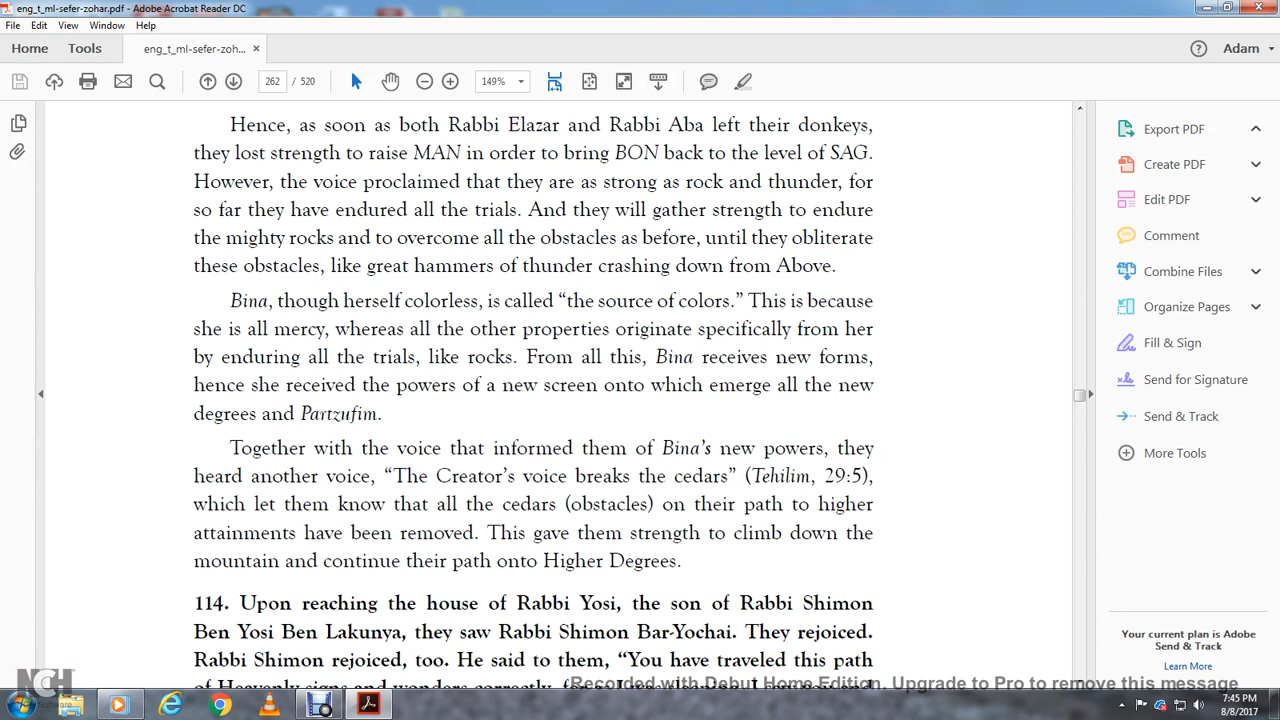 eng_t_ml-sefer-zohar.pdf - Adobe Acrobat Reader DC
File Edit View Window Help
Home Tools eng_t_ml-sefer-zoh... × ? Adam
262 / 520 149%
Hence, as soon as both Rabbi Elazar and Rabbi Aba left their donkeys,
they lost strength to raise MAN in order to bring BON back to the level of SAG.
However, the voice proclaimed that they are as strong as rock and thunder, for
so far they have endured all the trials. And they will gather strength to endure
the mighty rocks and to overcome all the obstacles as before, until they obliterate
these obstacles, like great hammers of thunder crashing down from Above.
Bina, though herself colorless, is called “the source of colors.” This is because
she is all mercy, whereas all the other properties originate specifically from her
by enduring all the trials, like rocks. From all this, Bina receives new forms,
hence she received the powers of a new screen onto which emerge all the new
degrees and Partzufim.
Together with the voice that informed them of Bina’s new powers, they
heard another voice, “The Creator’s voice breaks the cedars” (Tehilim, 29:5),
which let them know that all the cedars (obstacles) on their path to higher
attainments have been removed. This gave them strength to climb down the
mountain and continue their path onto Higher Degrees.
114. Upon reaching the house of Rabbi Yosi, the son of Rabbi Shimon
Ben Yosi Ben Lakunya, they saw Rabbi Shimon Bar-Yochai. They rejoiced.
Rabbi Shimon rejoiced, too. He said to them, “You have traveled this path
of Heavenly signs and wonders correctly, for
Export PDF
Create PDF
Edit PDF
Comment
Combine Files
Organize Pages
Fill & Sign
Send for Signature
Send & Track
More Tools
Your current plan is Adobe
Send & Track
Learn More
NCH
Software
Recorded with Debut Home Edition. Upgrade to Pro to remove this message
7:45 PM
8/8/2017